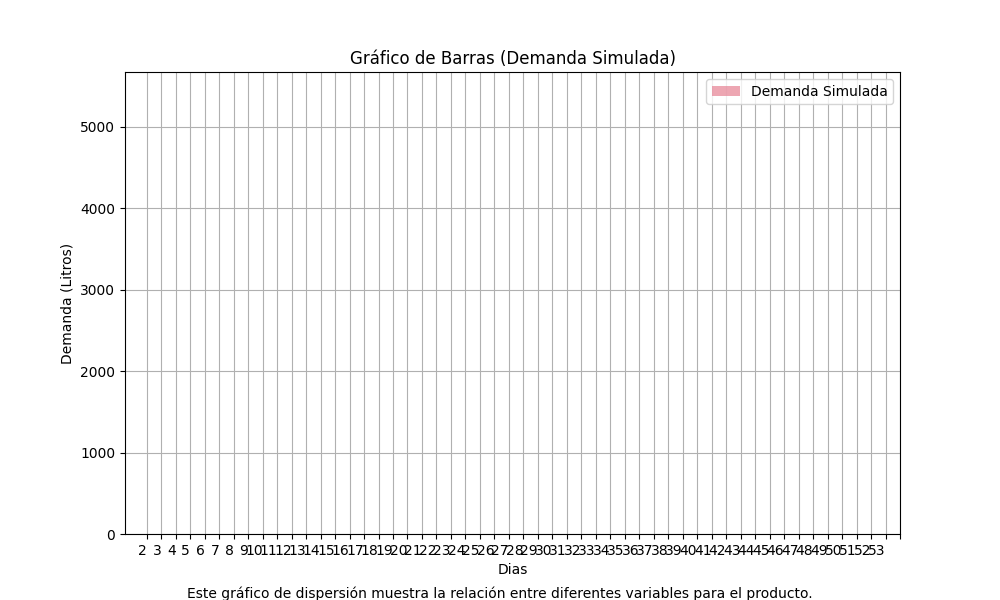 Gráfico de Barras (Demanda Simulada)
Demanda Simulada
5000
4000
3000
2000
1000
0
Demanda (Litros)
2 3 4 5 6 7 8 9 10 11 12 13 14 15 16 17 18 19 20 21 22 23 24 25 26 27 28 29 30 31 32 33 34 35 36 37 38 39 40 41 42 43 44 45 46 47 48 49 50 51 52 53
Dias
Este gráfico de dispersión muestra la relación entre diferentes variables para el producto.